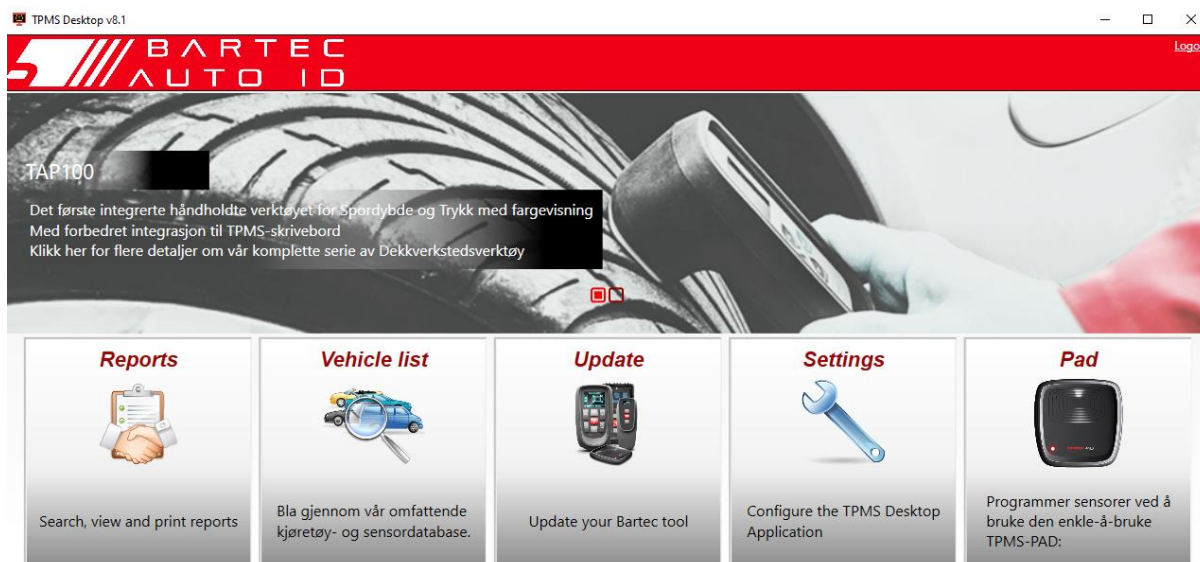 TPMS Desktop v8.1
BARTEC
AUTO ID
Logo
TAP100
Det første integrerte håndholdte verktøyet for Spordybde og Trykk med fargevisning
Med forbedret integrasjon til TPMS-skrivebord
Klikk her for flere detaljer om vår komplette serie av Dekkverkstedsverktøy
Reports
Vehicle list
Update
Settings
Pad
Search, view and print reports
Bla gjennom vår omfattende
kjøretøy- og sensordatabase.
Update your Bartec tool
Configure the TPMS Desktop
Application
Programmer sensorer ved å
bruke den enkle-å-bruke
TPMS-PAD: